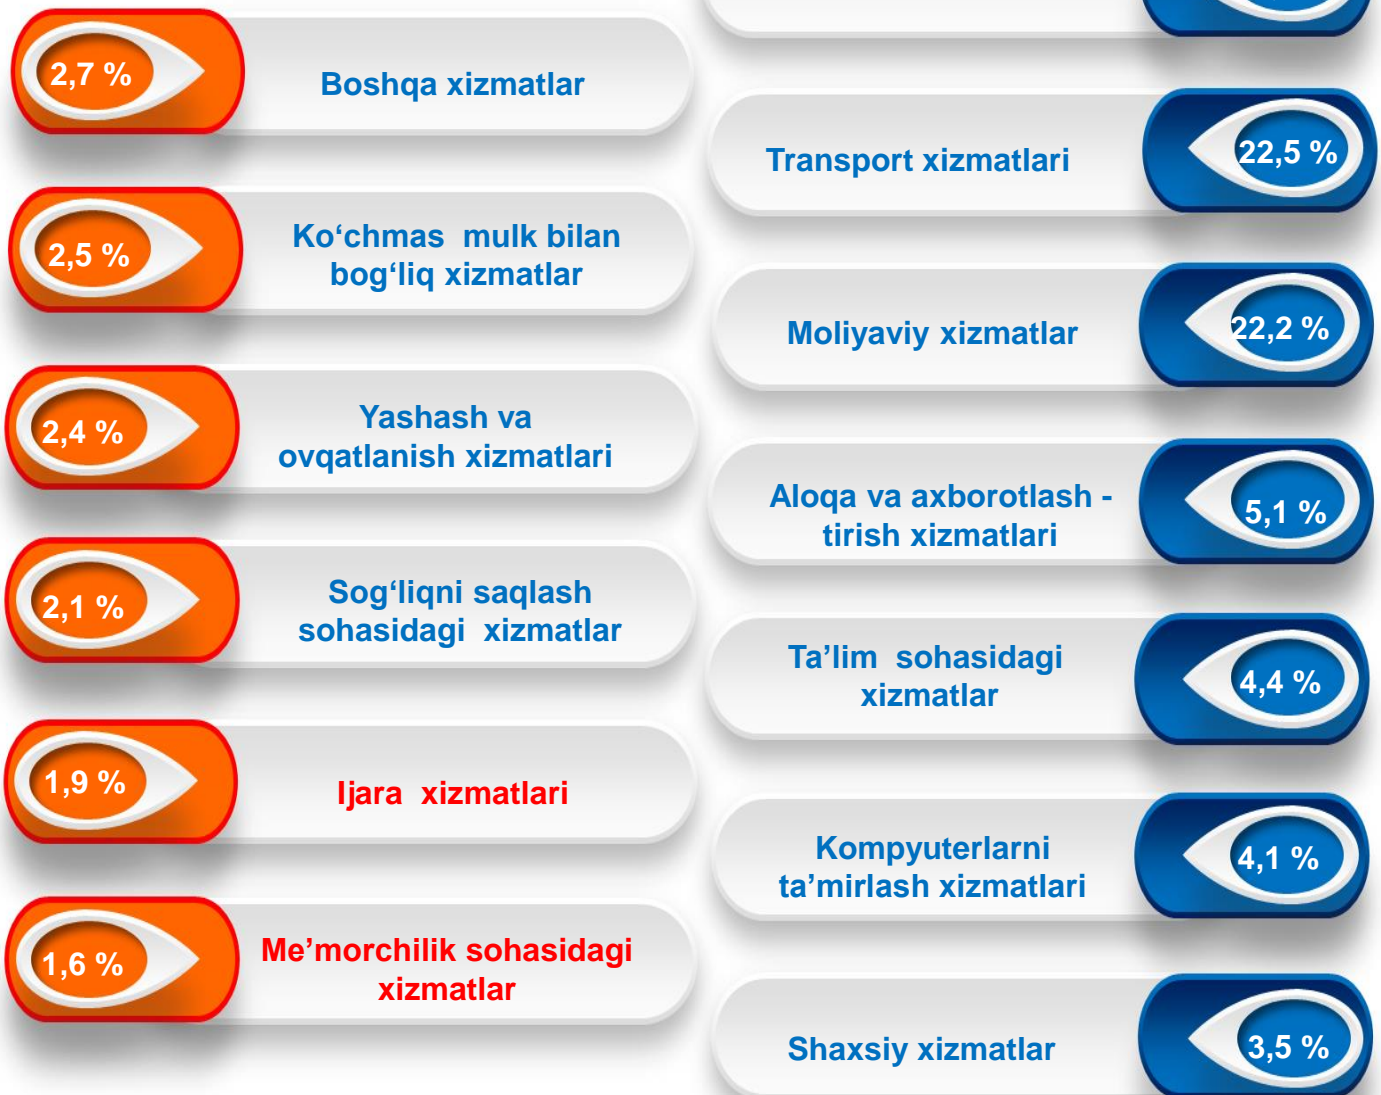 2,7 %
Boshqa xizmatlar
2,5 %
Ko‘chmas mulk bilan
bog‘liq xizmatlar
2,4 %
Yashash va
ovqatlanish xizmatlari
2,1 %
Sog‘liqni saqlash
sohasidagi xizmatlar
1,9 %
Ijara xizmatlari
1,6 %
Me’morchilik sohasidagi
xizmatlar
Transport xizmatlari
22,5 %
Moliyaviy xizmatlar
22,2 %
Aloqa va axborotlash -
tirish xizmatlari
5,1 %
Ta’lim sohasidagi
xizmatlar
4,4 %
Kompyuterlarni
ta’mirlash xizmatlari
4,1 %
Shaxsiy xizmatlar
3,5 %